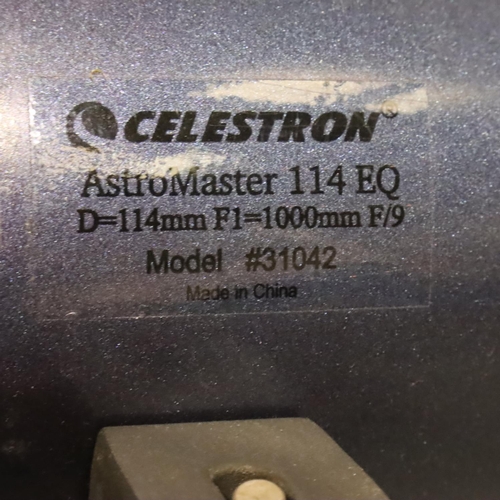 CELESTRON®
AstroMaster 114 EQ
D=114mm F1=1000mm F/9
Model #31042
Made in China